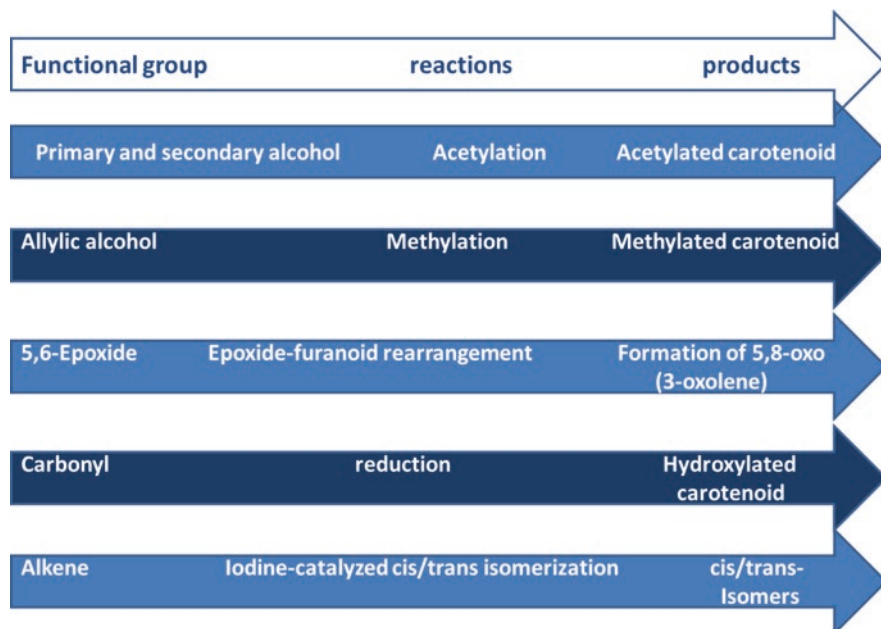 Functional group reactions products
Primary and secondary alcohol Acetylation Acetylated carotenoid
Allylic alcohol Methylation Methylated carotenoid
5,6-Epoxide Epoxide-furanoid rearrangement Formation of 5,8-oxo
(3-oxolene)
Carbonyl reduction Hydroxylated
carotenoid
Alkene Iodine-catalyzed cis/trans isomerization cis/trans-
Isomers